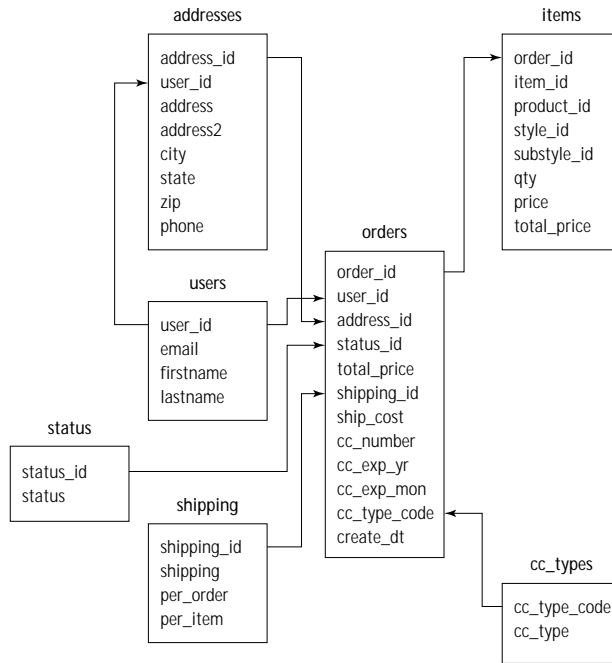 addresses
address_id
user_id
address
address2
city
state
zip
phone
items
order_id
item_id
product_id
style_id
substyle_id
qty
price
total_price
orders
order_id
user_id
address_id
status_id
total_price
shipping_id
ship_cost
cc_number
cc_exp_yr
cc_exp_mon
cc_type_code
create_dt
users
user_id
email
firstname
lastname
status
status_id
status
shipping
shipping_id
shipping
per_order
per_item
cc_types
cc_type_code
cc_type